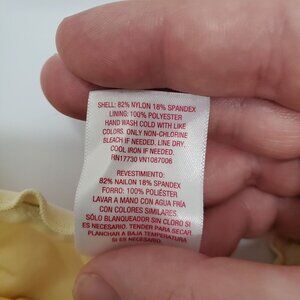 SHELL: 82% NYLON 18% SPANDEX
LINING: 100% POLYESTER
HAND WASH COLD WITH LIKE
COLORS. ONLY NON-CHLORINE
BLEACH IF NEEDED. LINE DRY.
COOL IRON IF NEEDED.
RN17730 VN1087006
REVESTIMIENTO:
82% NAILON 18% SPANDEX
FORRO: 100% POLIÉSTER
LAVAR A MANO CON AGUA FRÍA
CON COLORES SIMILARES.
SÓLO BLANQUEADOR SIN CLORO SI
ES NECESARIO. TENDER PARA SECAR
PLANCHAR A BAJA TEMPERATURA
SI ES NECESARIO.